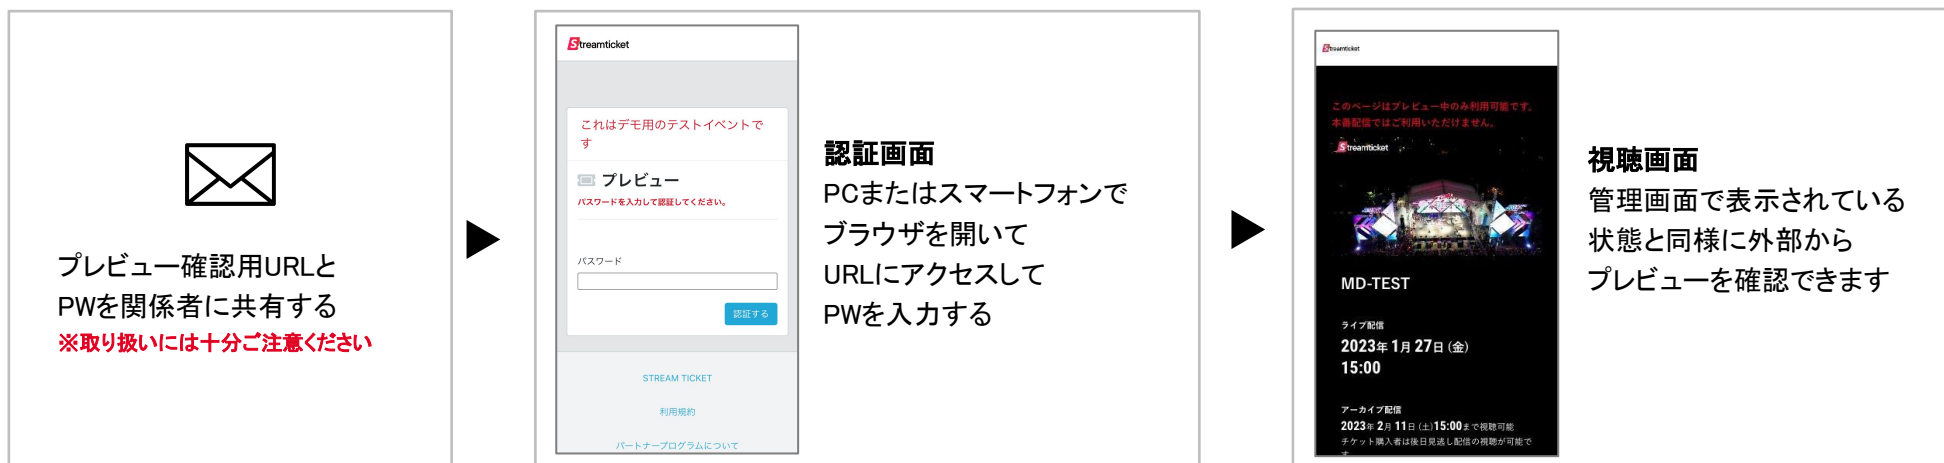 プレビュー確認用URLと
PWを関係者に共有する
※取り扱いには十分ご注意ください
Streamticket
これはデモ用のテストイベントで
す
プレビュー
パスワードを入力して認証してください。
パスワード
認証する
STREAM TICKET
利用規約
パートナープログラムについて
認証画面
PCまたはスマートフォンで
ブラウザを開いて
URLにアクセスして
PWを入力する
Streamticket
このページはプレビュー中のみ利用可能です。
本番配信ではご利用いただけません。
Streamticket
MD-TEST
ライブ配信
2023年 1月 27日 (金)
15:00
アーカイブ配信
2023年 2月 11日 (土)15:00まで視聴可能
チケット購入者は後日見逃し配信の視聴が可能で
す
視聴画面
管理画面で表示されている
状態と同様に外部から
プレビューを確認できます